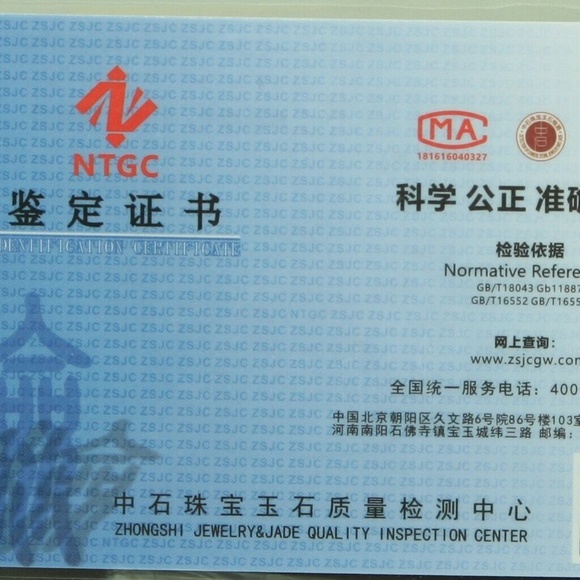 NTGC
鉴定证书
IDENTIFICATION CERTIFICATE
CMA
181616040327
科学 公正 准确
检验依据
Normative Refere
GB/T18043 Gb11887
GB/T16552 GB/T1655
网上查询：
www.zsjcgw.com
全国统一服务电话：400
中国北京朝阳区久文路6号院86号楼103室
河南南阳石佛寺镇宝玉城纬三路 邮编：
中石珠宝玉石质量检测中心
ZHONGSHI JEWELRY&JADE QUALITY INSPECTION CENTER